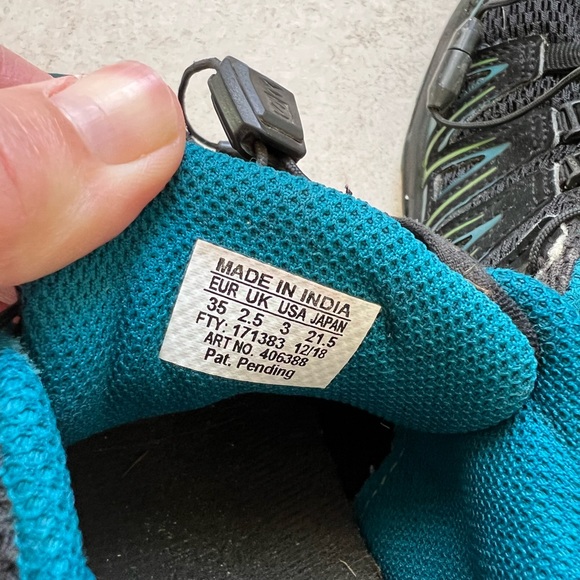 MADE IN INDIA
EUR UK USA JAPAN
35 2.5 3 21.5
FTY: 171383 12/18
ART NO. 406388
Pat. Pending